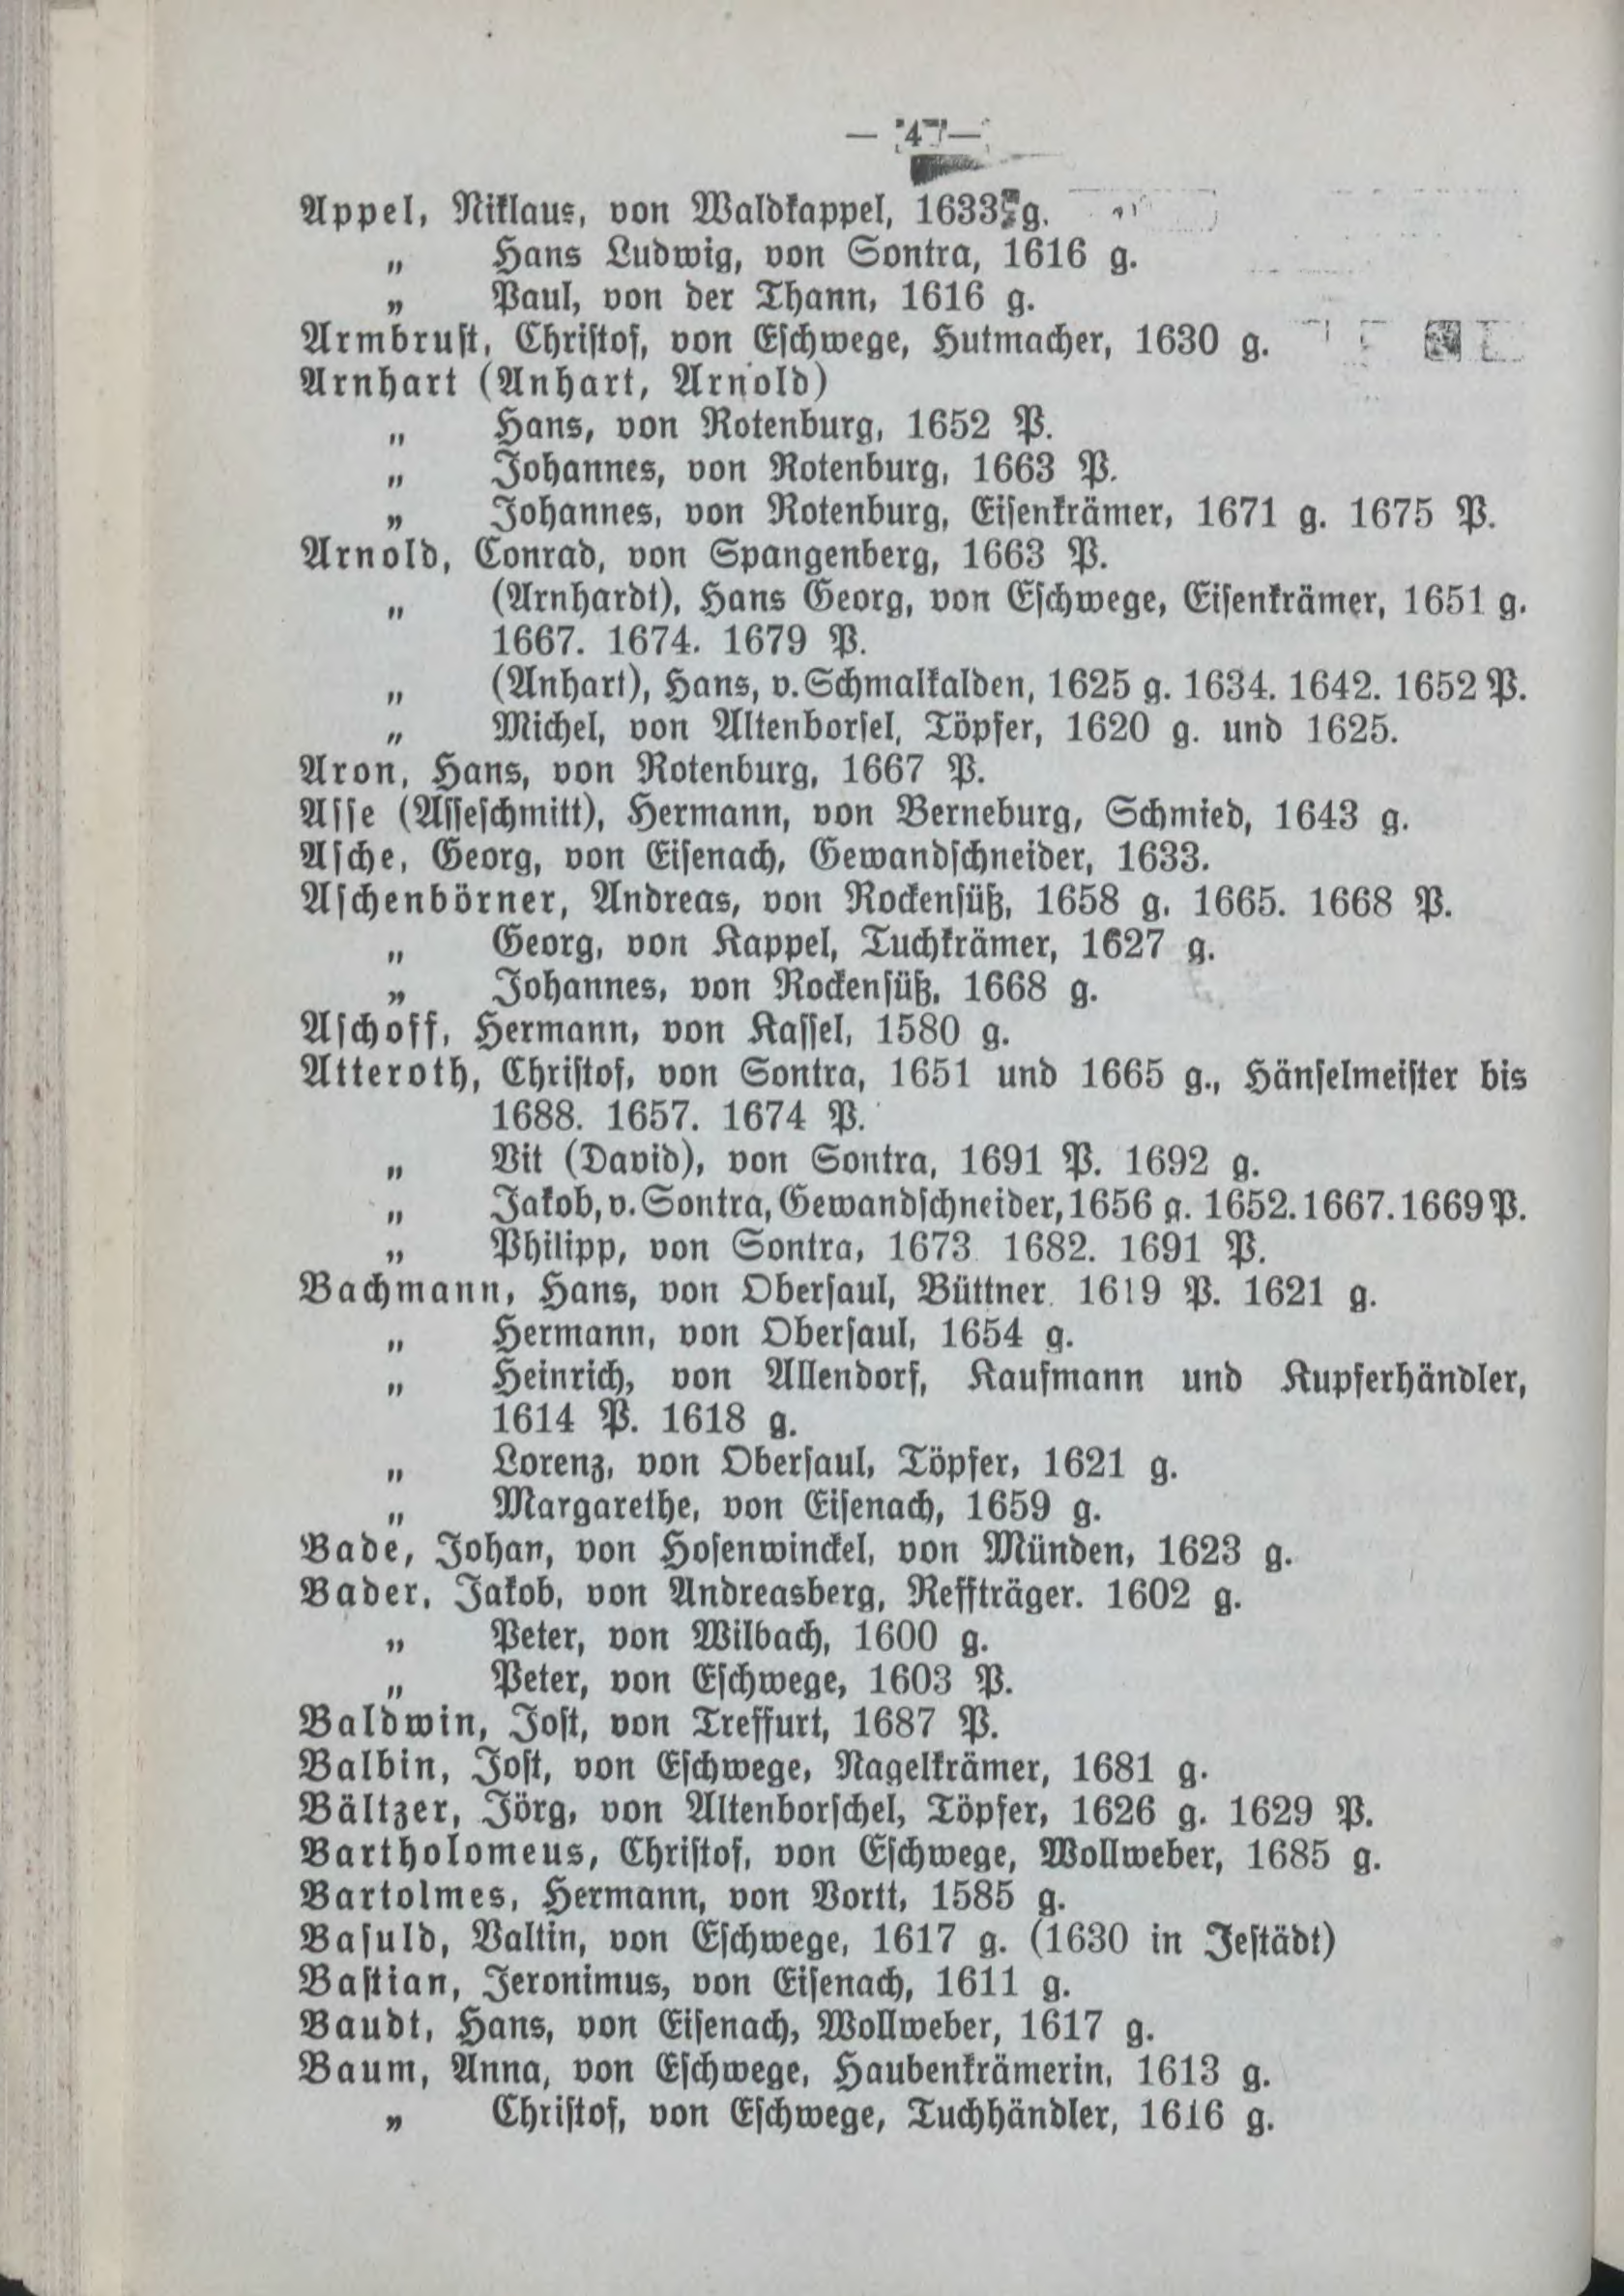 — 47 —
Appel, Niklaus, von Waldkappel, 1633 g.
„ Hans Ludwig, von Sontra, 1616 g.
„ Paul, von der Thann, 1616 g.
Armbrust, Christof, von Eschwege, Hutmacher, 1630 g.
Arnhart (Anhart, Arnold)
„ Hans, von Rotenburg, 1652 P.
„ Johannes, von Rotenburg, 1663 P.
„ Johannes, von Rotenburg, Eisenkrämer, 1671 g. 1675 P.
Arnold, Conrad, von Spangenberg, 1663 P.
„ (Arnhardt), Hans Georg, von Eschwege, Eisenkrämer, 1651 g.
1667. 1674. 1679 P.
„ (Anhart), Hans, v. Schmalkalden, 1625 g. 1634. 1642. 1652 P.
„ Michel, von Altenborsel, Töpfer, 1620 g. und 1625.
Aron, Hans, von Rotenburg, 1667 P.
Asse (Asseschmitt), Hermann, von Berneburg, Schmied, 1643 g.
Asche, Georg, von Eisenach, Gewandschneider, 1633.
Aschenbörner, Andreas, von Rockensüß, 1658 g. 1665. 1668 P.
„ Georg, von Kappel, Tuchkrämer, 1627 g.
„ Johannes, von Rockensüß, 1668 g.
Aschoff, Hermann, von Kassel, 1580 g.
Atteroth, Christof, von Sontra, 1651 und 1665 g., Hänselmeister bis
1688. 1657. 1674 P.
„ Vit (David), von Sontra, 1691 P. 1692 g.
„ Jakob, v. Sontra, Gewandschneider, 1656 g. 1652. 1667. 1669 P.
„ Philipp, von Sontra, 1673 1682. 1691 P.
Bachmann, Hans, von Obersaul, Büttner. 1619 P. 1621 g.
„ Hermann, von Obersaul, 1654 g.
„ Heinrich, von Allendorf, Kaufmann und Kupferhändler,
1614 P. 1618 g.
„ Lorenz, von Obersaul, Töpfer, 1621 g.
„ Margarethe, von Eisenach, 1659 g.
Bade, Johan, von Hosenwinckel, von Münden, 1623 g.
Bader, Jakob, von Andreasberg, Reffträger. 1602 g.
„ Peter, von Wilbach, 1600 g.
„ Peter, von Eschwege, 1603 P.
Baldwin, Jost, von Treffurt, 1687 P.
Balbin, Jost, von Eschwege, Nagelkrämer, 1681 g.
Bältzer, Jörg, von Altenborschel, Töpfer, 1626 g. 1629 P.
Bartholomeus, Christof, von Eschwege, Wollweber, 1685 g.
Bartolmes, Hermann, von Vortt, 1585 g.
Basuld, Valtin, von Eschwege, 1617 g. (1630 in Jestädt)
Bastian, Jeronimus, von Eisenach, 1611 g.
Baudt, Hans, von Eisenach, Wollweber, 1617 g.
Baum, Anna, von Eschwege, Haubenkrämerin, 1613 g.
„ Christof, von Eschwege, Tuchhändler, 1616 g.